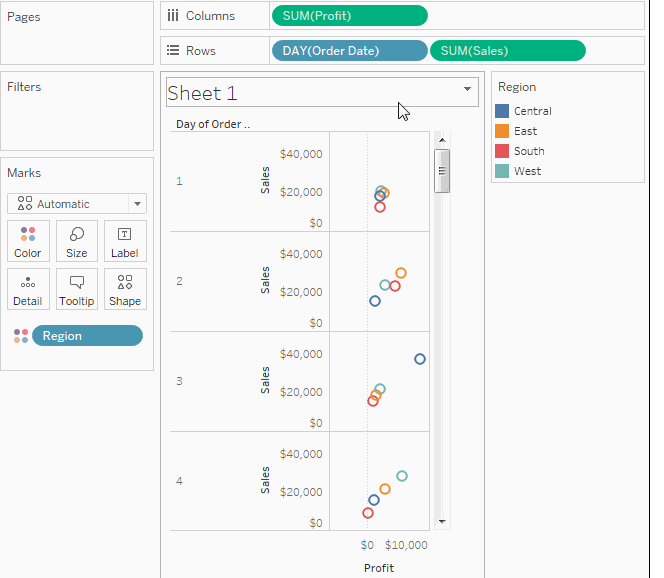 Pages
Columns
SUM(Profit)
Rows
DAY(Order Date)
SUM(Sales)
Filters
Marks
Automatic
Color
Size
Label
Detail
Tooltip
Shape
Region
Sheet 1
Day of Order ..
1
Sales
$40,000
$20,000
$0
2
Sales
$40,000
$20,000
$0
3
Sales
$40,000
$20,000
$0
4
Sales
$40,000
$20,000
$0
$0
$10,000
Profit
Region
Central
East
South
West